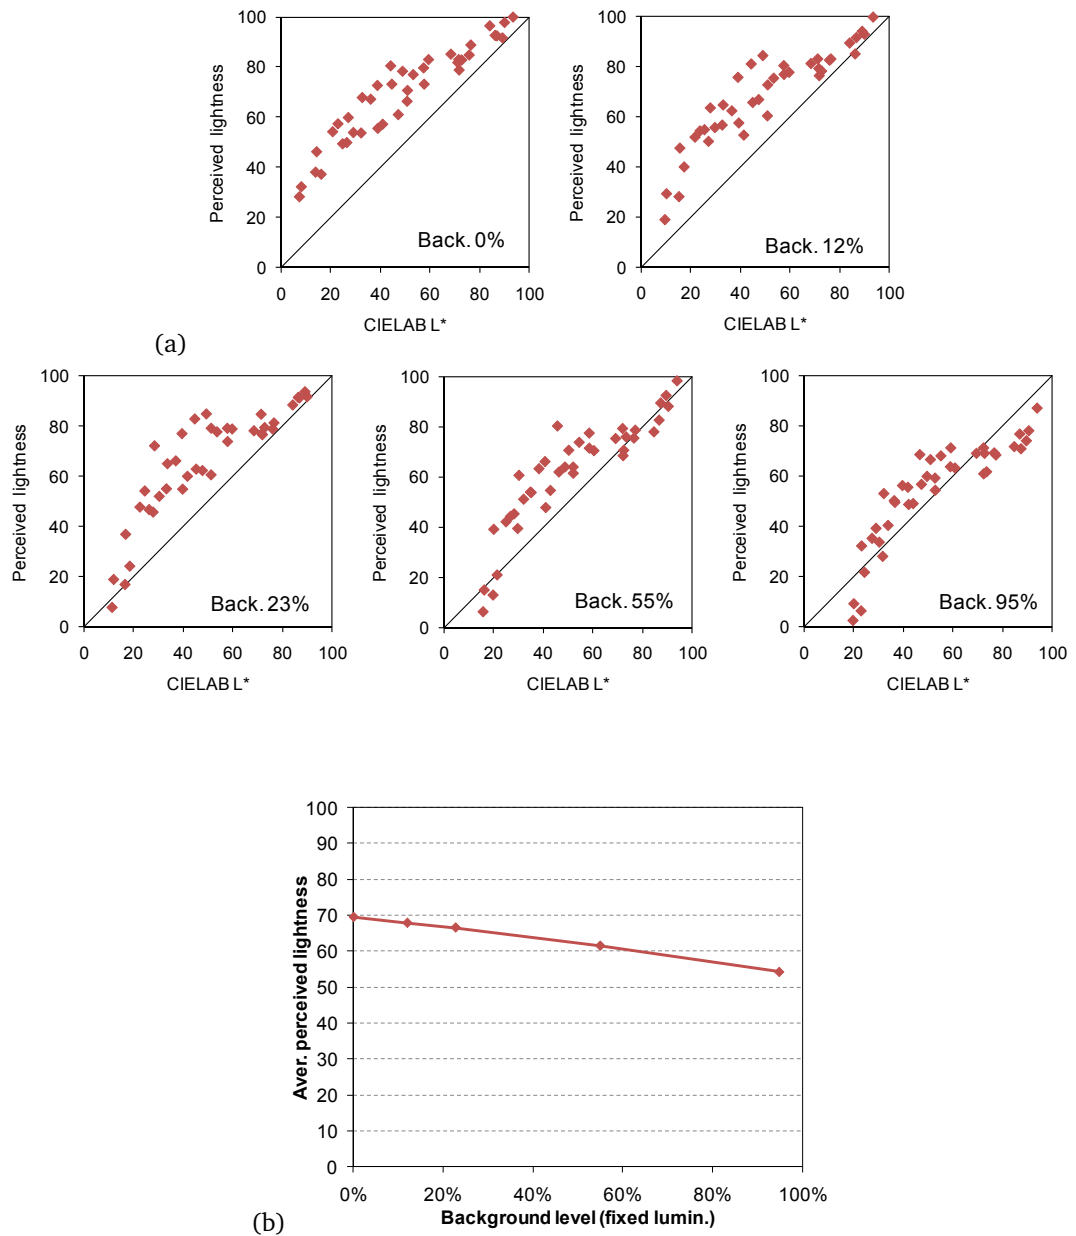 100
80
60
40
20
0
Perceived lightness
Back. 0%
0 20 40 60 80 100
CIELAB L*
100
80
60
40
20
0
Perceived lightness
Back. 12%
0 20 40 60 80 100
CIELAB L*
(a)
100
80
60
40
20
0
Perceived lightness
Back. 23%
0 20 40 60 80 100
CIELAB L*
100
80
60
40
20
0
Perceived lightness
Back. 55%
0 20 40 60 80 100
CIELAB L*
100
80
60
40
20
0
Perceived lightness
Back. 95%
0 20 40 60 80 100
CIELAB L*
100
90
80
70
60
50
40
30
20
10
0
Aver. perceived lightness
0% 20% 40% 60% 80% 100%
Background level (fixed lumin.)
(b)